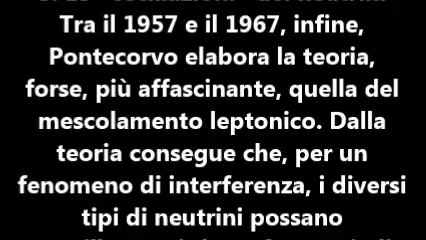 Tra il 1957 e il 1967, infine,
Pontecorvo elabora la teoria,
forse, più affascinante, quella del
mescolamento leptonico. Dalla
teoria consegue che, per un
fenomeno di interferenza, i diversi
tipi di neutrini possano